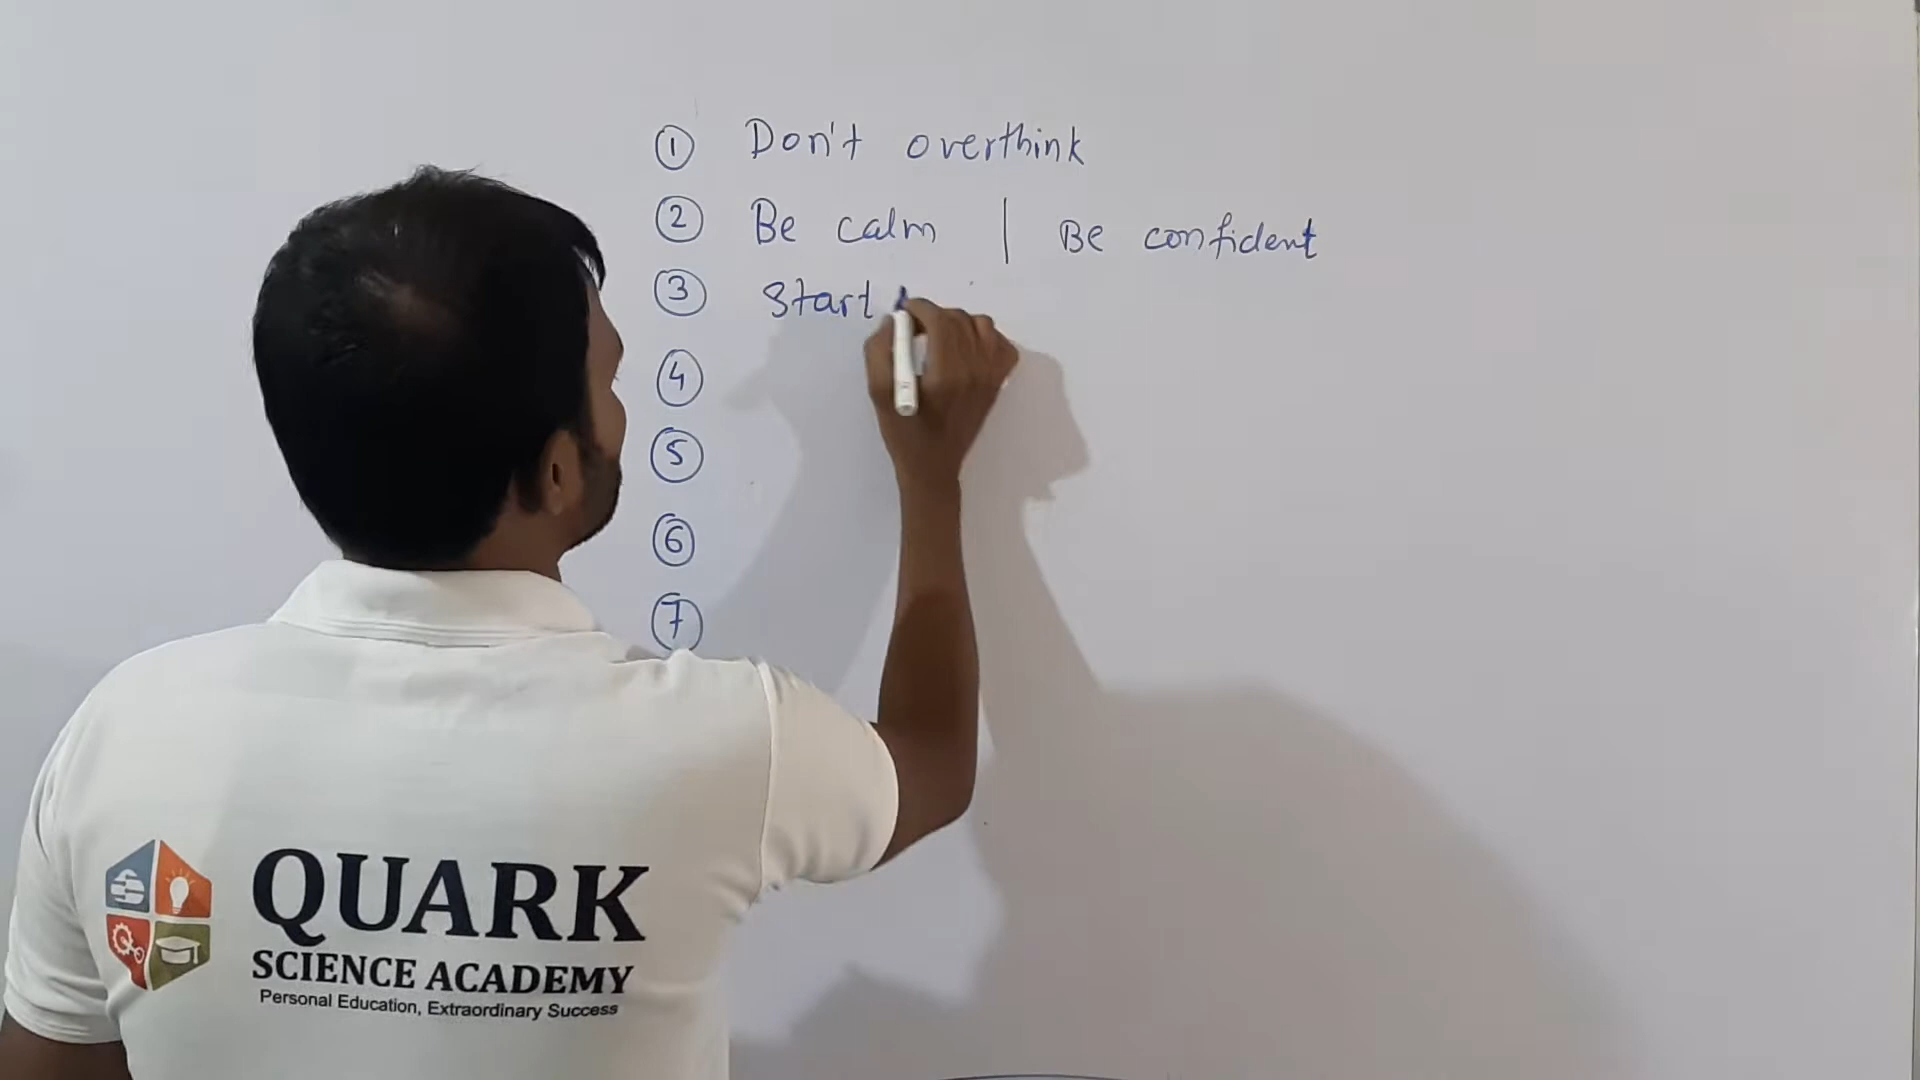 ① Don't overthink
② Be calm | Be confident
③ Start
④
⑤
⑥
⑦
QUARK
SCIENCE ACADEMY
Personal Education, Extraordinary Success